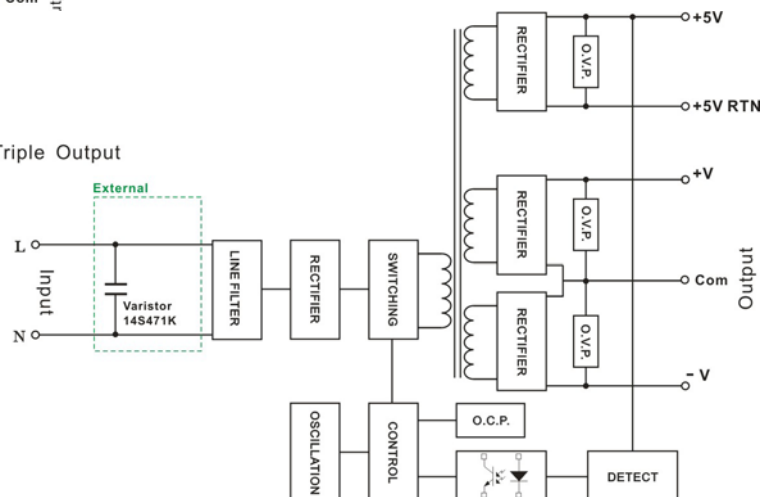 Triple Output
External
L
N
Input
Varistor
14S471K
LINE FILTER
RECTIFIER
SWITCHING
RECTIFIER
O.V.P.
+5V
+5V RTN
RECTIFIER
O.V.P.
+V
Com
Output
RECTIFIER
O.V.P.
- V
OSCILLATION
CONTROL
O.C.P.
DETECT